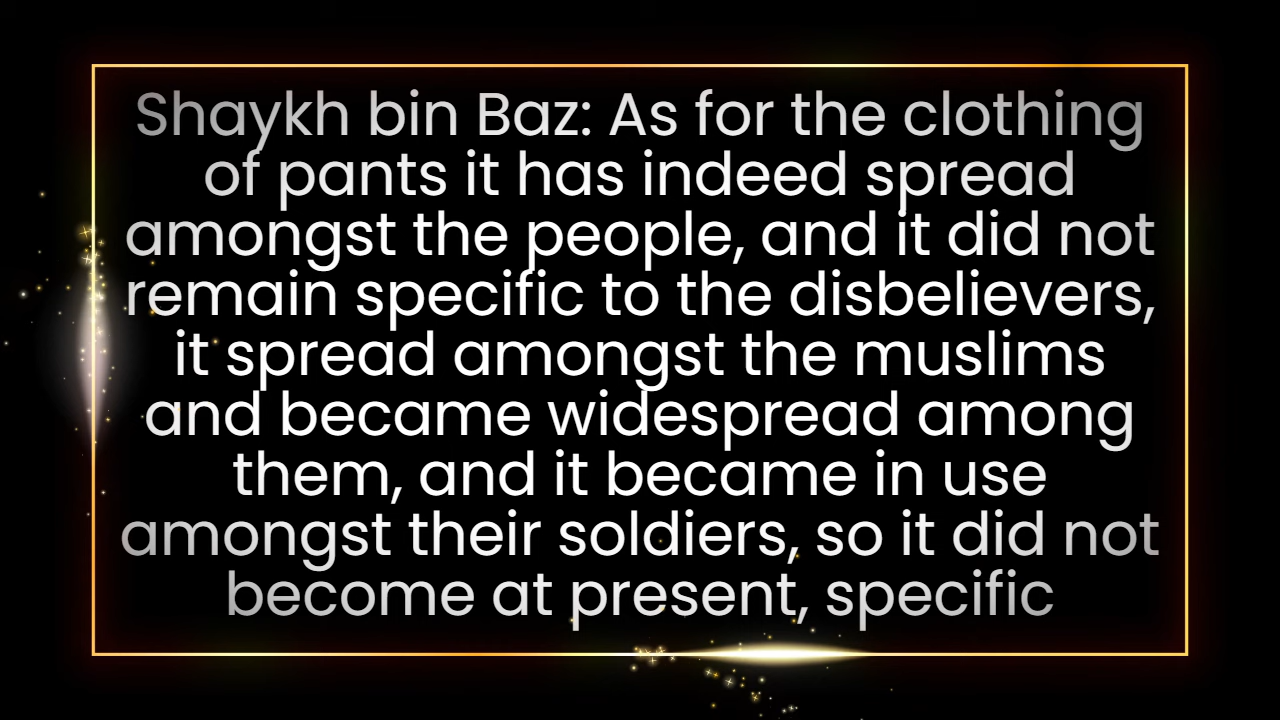 Shaykh bin Baz: As for the clothing
of pants it has indeed spread
amongst the people, and it did not
remain specific to the disbelievers,
it spread amongst the muslims
and became widespread among
them, and it became in use
amongst their soldiers, so it did not
become at present, specific